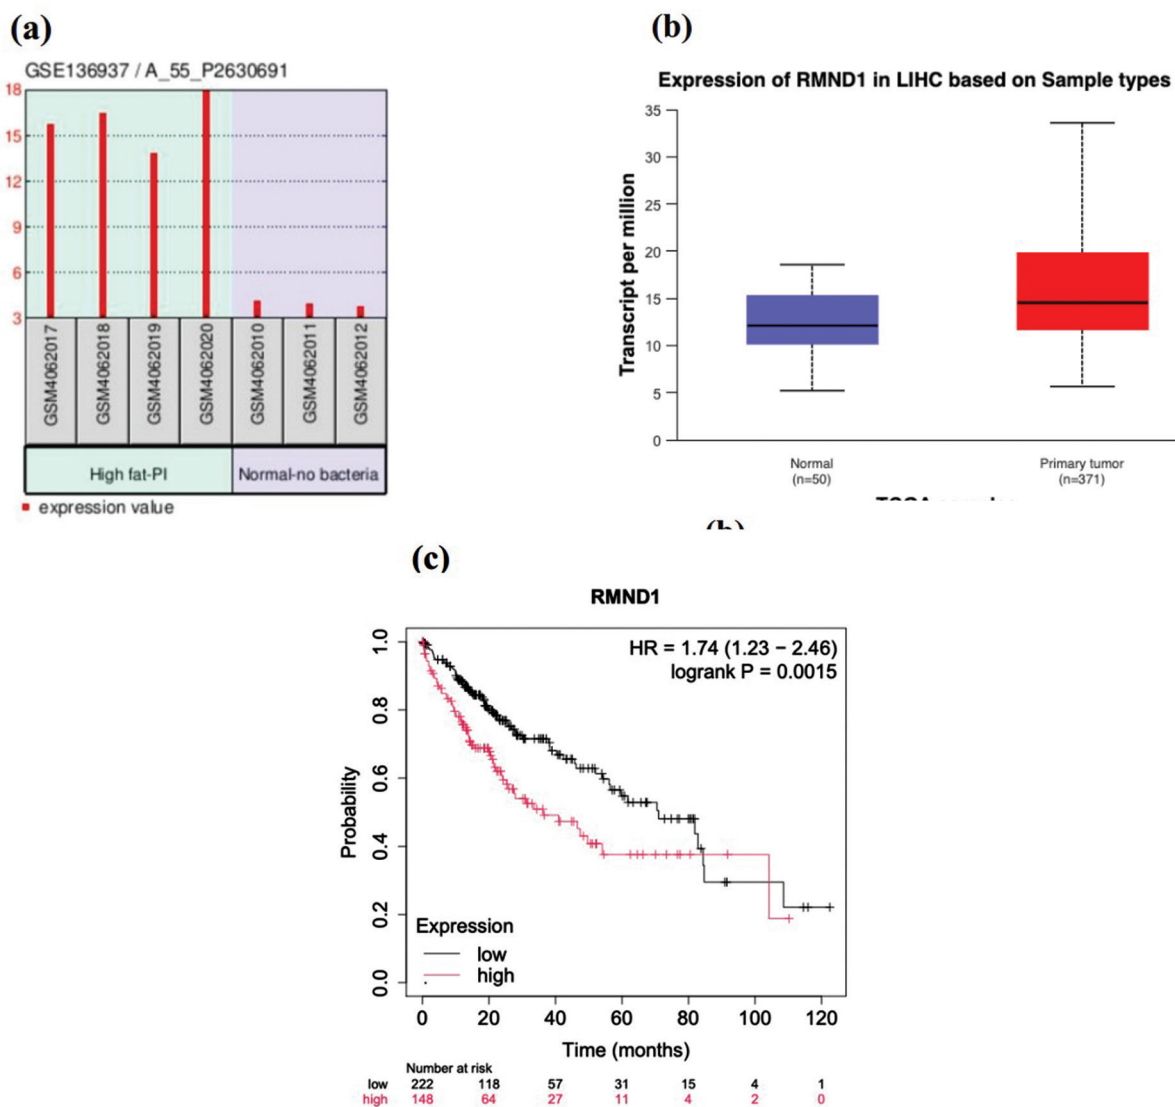 (a)
GSE136937 / A_55_P2630691
18
15
12
9
6
3
GSM4062017
GSM4062018
GSM4062019
GSM4062020
GSM4062010
GSM4062011
GSM4062012
High fat-PI
Normal-no bacteria
expression value
(b)
Expression of RMND1 in LIHC based on Sample types
Transcript per million
35
30
25
20
15
10
5
0
Normal
(n=50)
Primary tumor
(n=371)
(c)
RMND1
HR = 1.74 (1.23 − 2.46)
logrank P = 0.0015
Probability
1.0
0.8
0.6
0.4
0.2
0.0
Expression
low
high
0 20 40 60 80 100 120
Time (months)
Number at risk
low 222 118 57 31 15 4 1
high 148 64 27 11 4 2 0